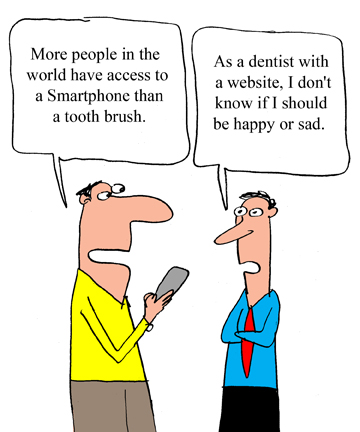 More people in the
world have access to
a Smartphone than
a tooth brush.
As a dentist with
a website, I don't
know if I should
be happy or sad.